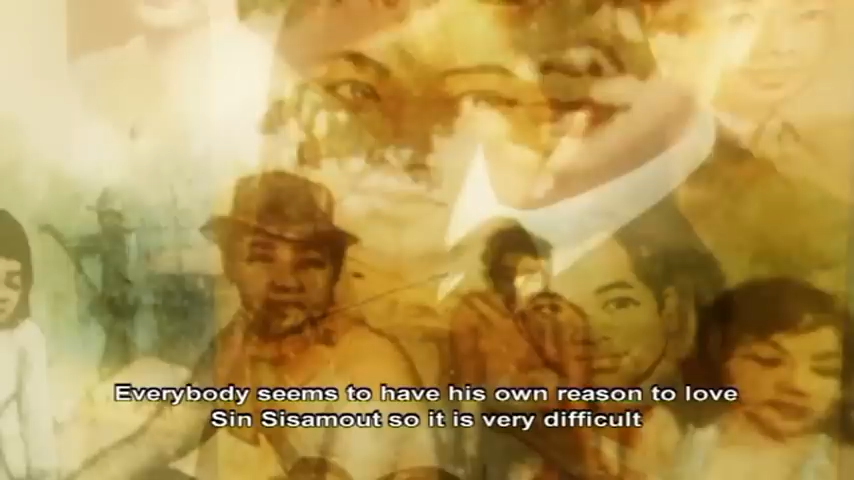 Everybody seems to have his own reason to love
Sin Sisamout so it is very difficult